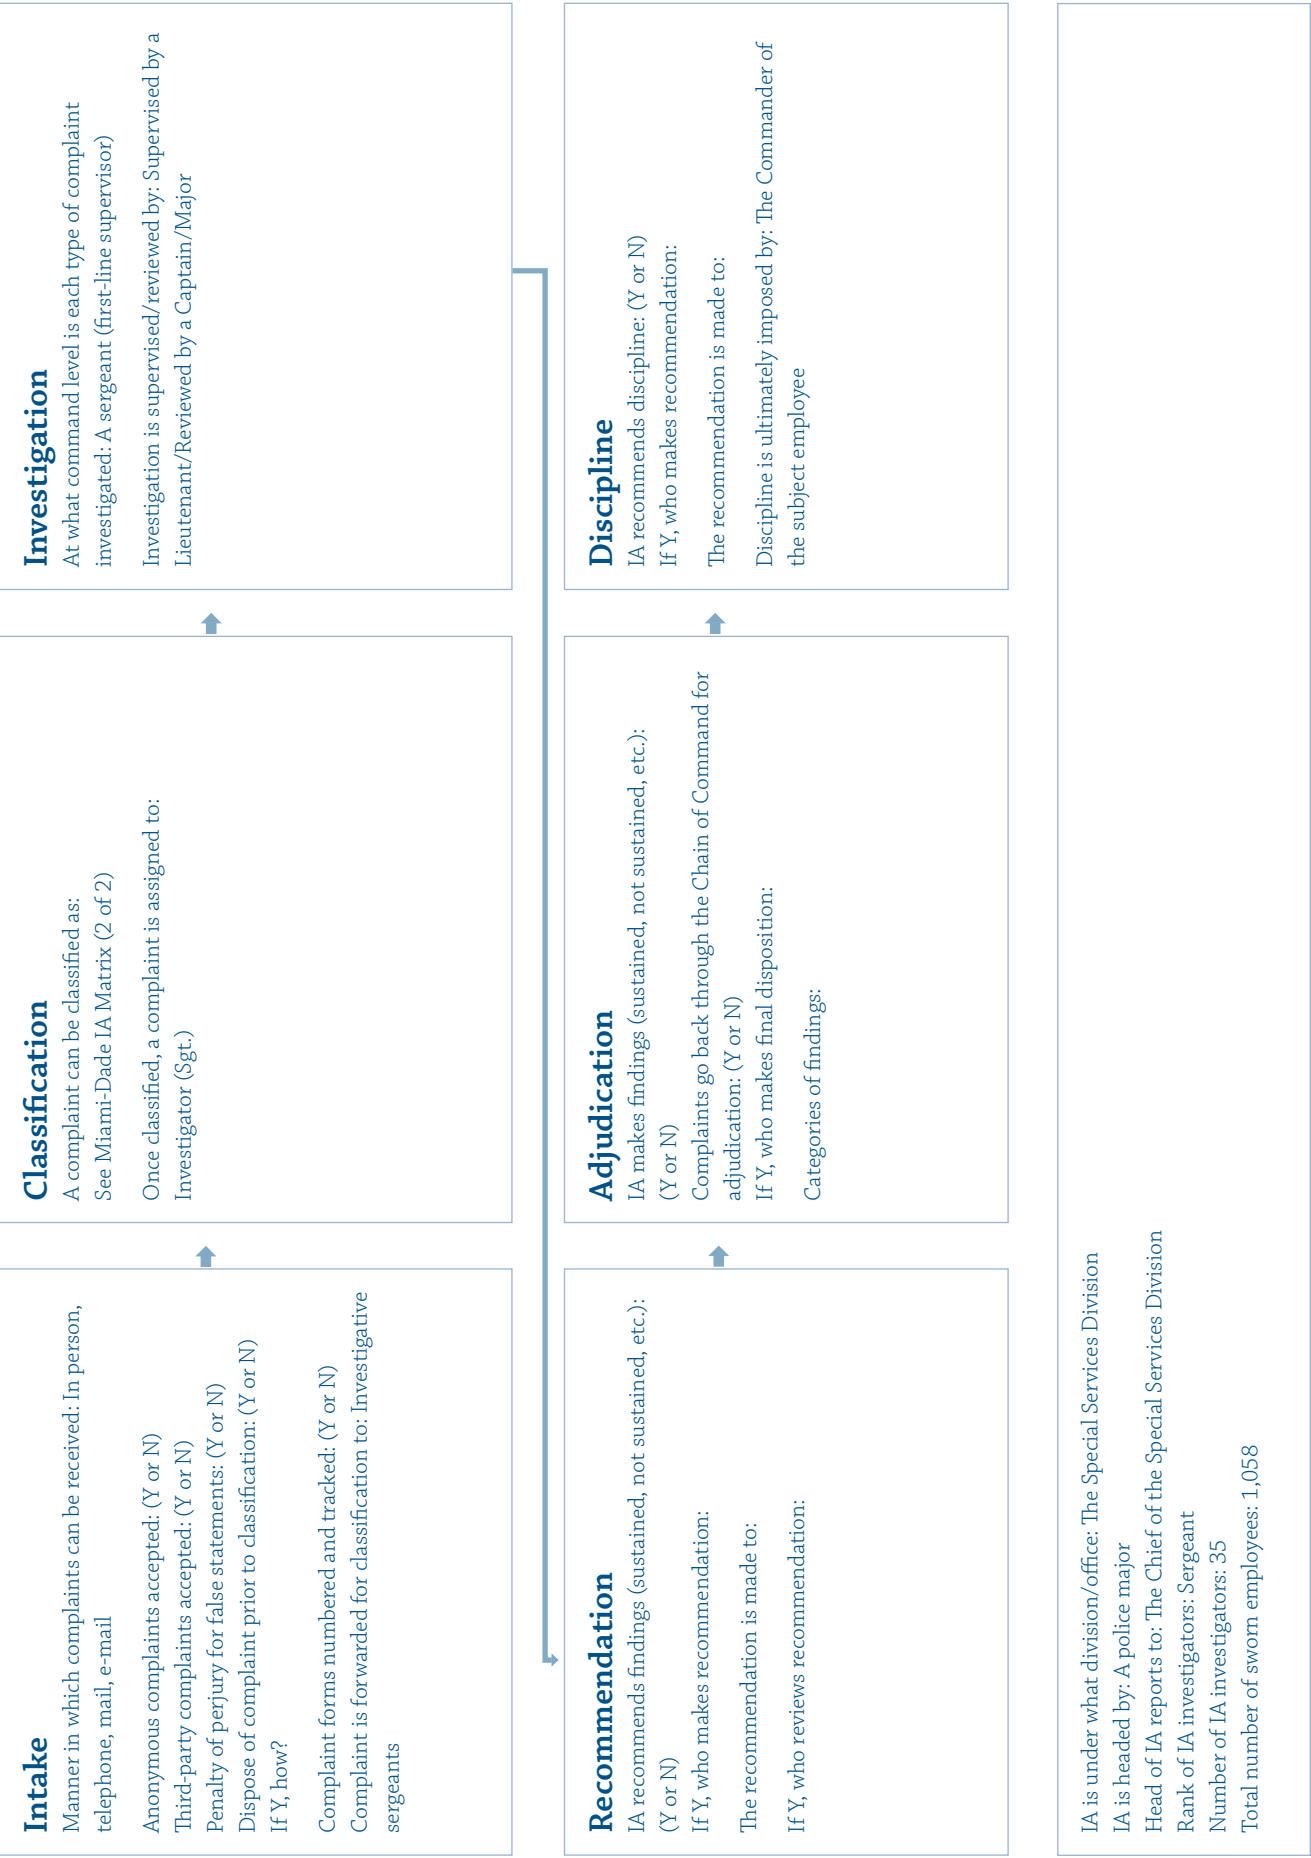 Intake
Manner in which complaints can be received: In person,
telephone, mail, e-mail
Anonymous complaints accepted: (Y or N)
Third-party complaints accepted: (Y or N)
Penalty of perjury for false statements: (Y or N)
Dispose of complaint prior to classification: (Y or N)
If Y, how?
Complaint forms numbered and tracked: (Y or N)
Complaint is forwarded for classification to: Investigative
sergeants
Classification
A complaint can be classified as:
See Miami-Dade IA Matrix (2 of 2)
Once classified, a complaint is assigned to:
Investigator (Sgt.)
Investigation
At what command level is each type of complaint
investigated: A sergeant (first-line supervisor)
Investigation is supervised/reviewed by: Supervised by a
Lieutenant/Reviewed by a Captain/Major
Recommendation
IA recommends findings (sustained, not sustained, etc.):
(Y or N)
If Y, who makes recommendation:
The recommendation is made to:
If Y, who reviews recommendation:
Adjudication
IA makes findings (sustained, not sustained, etc.):
(Y or N)
Complaints go back through the Chain of Command for
adjudication: (Y or N)
If Y, who makes final disposition:
Categories of findings:
Discipline
IA recommends discipline: (Y or N)
If Y, who makes recommendation:
The recommendation is made to:
Discipline is ultimately imposed by: The Commander of
the subject employee
IA is under what division/office: The Special Services Division
IA is headed by: A police major
Head of IA reports to: The Chief of the Special Services Division
Rank of IA investigators: Sergeant
Number of IA investigators: 35
Total number of sworn employees: 1,058